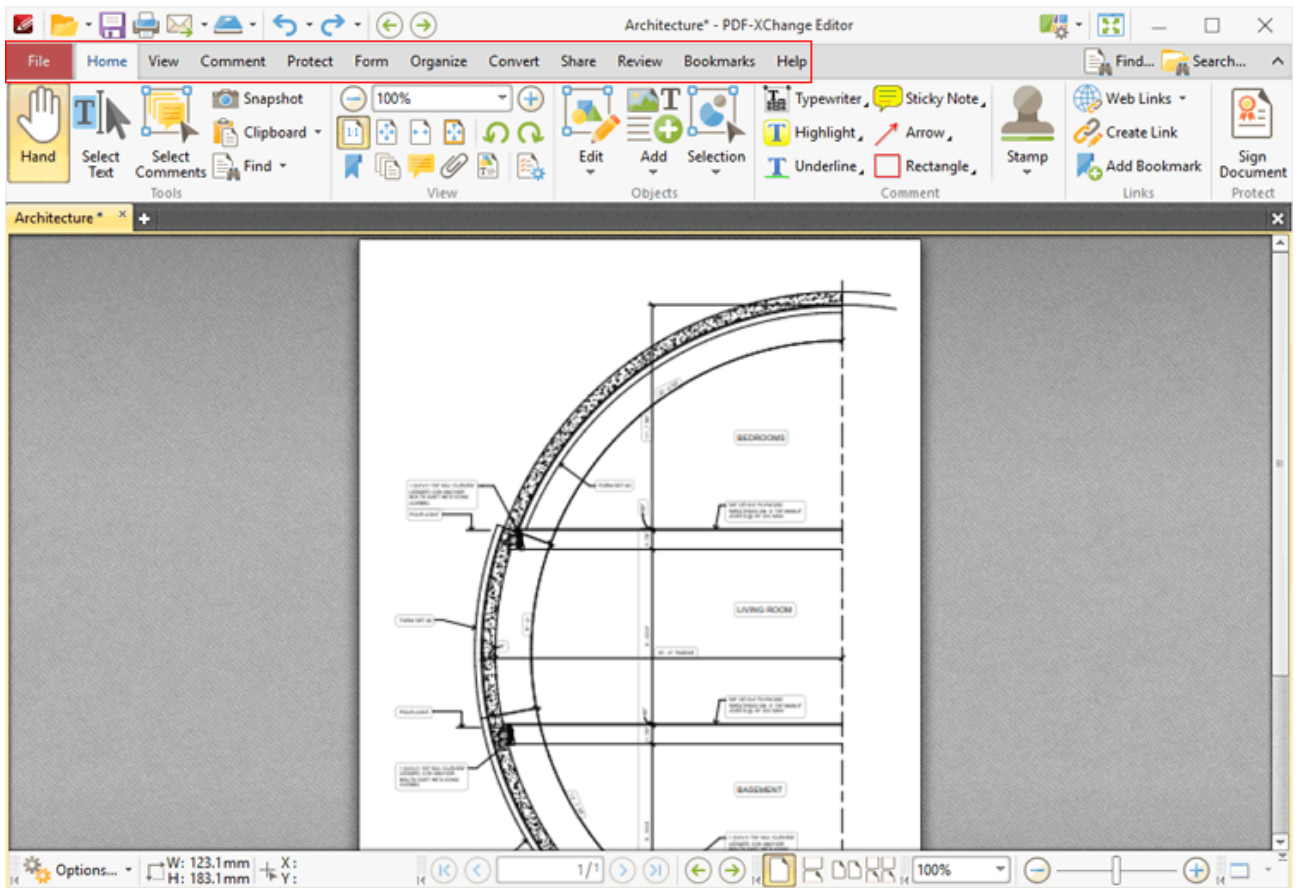 Architecture* - PDF-XChange Editor
File Home View Comment Protect Form Organize Convert Share Review Bookmarks Help Find... Search...
Snapshot 100% Typewriter Sticky Note Web Links
Clipboard 1:1 Highlight Arrow Create Link
Hand Select Text Select Comments Find Edit Add Selection Underline Rectangle Stamp Add Bookmark Sign Document
Tools View Objects Comment Links Protect
Architecture *
BEDROOMS
LIVING ROOM
BASEMENT
Options... W: 123.1mm X: 1/1 100%
H: 183.1mm Y: